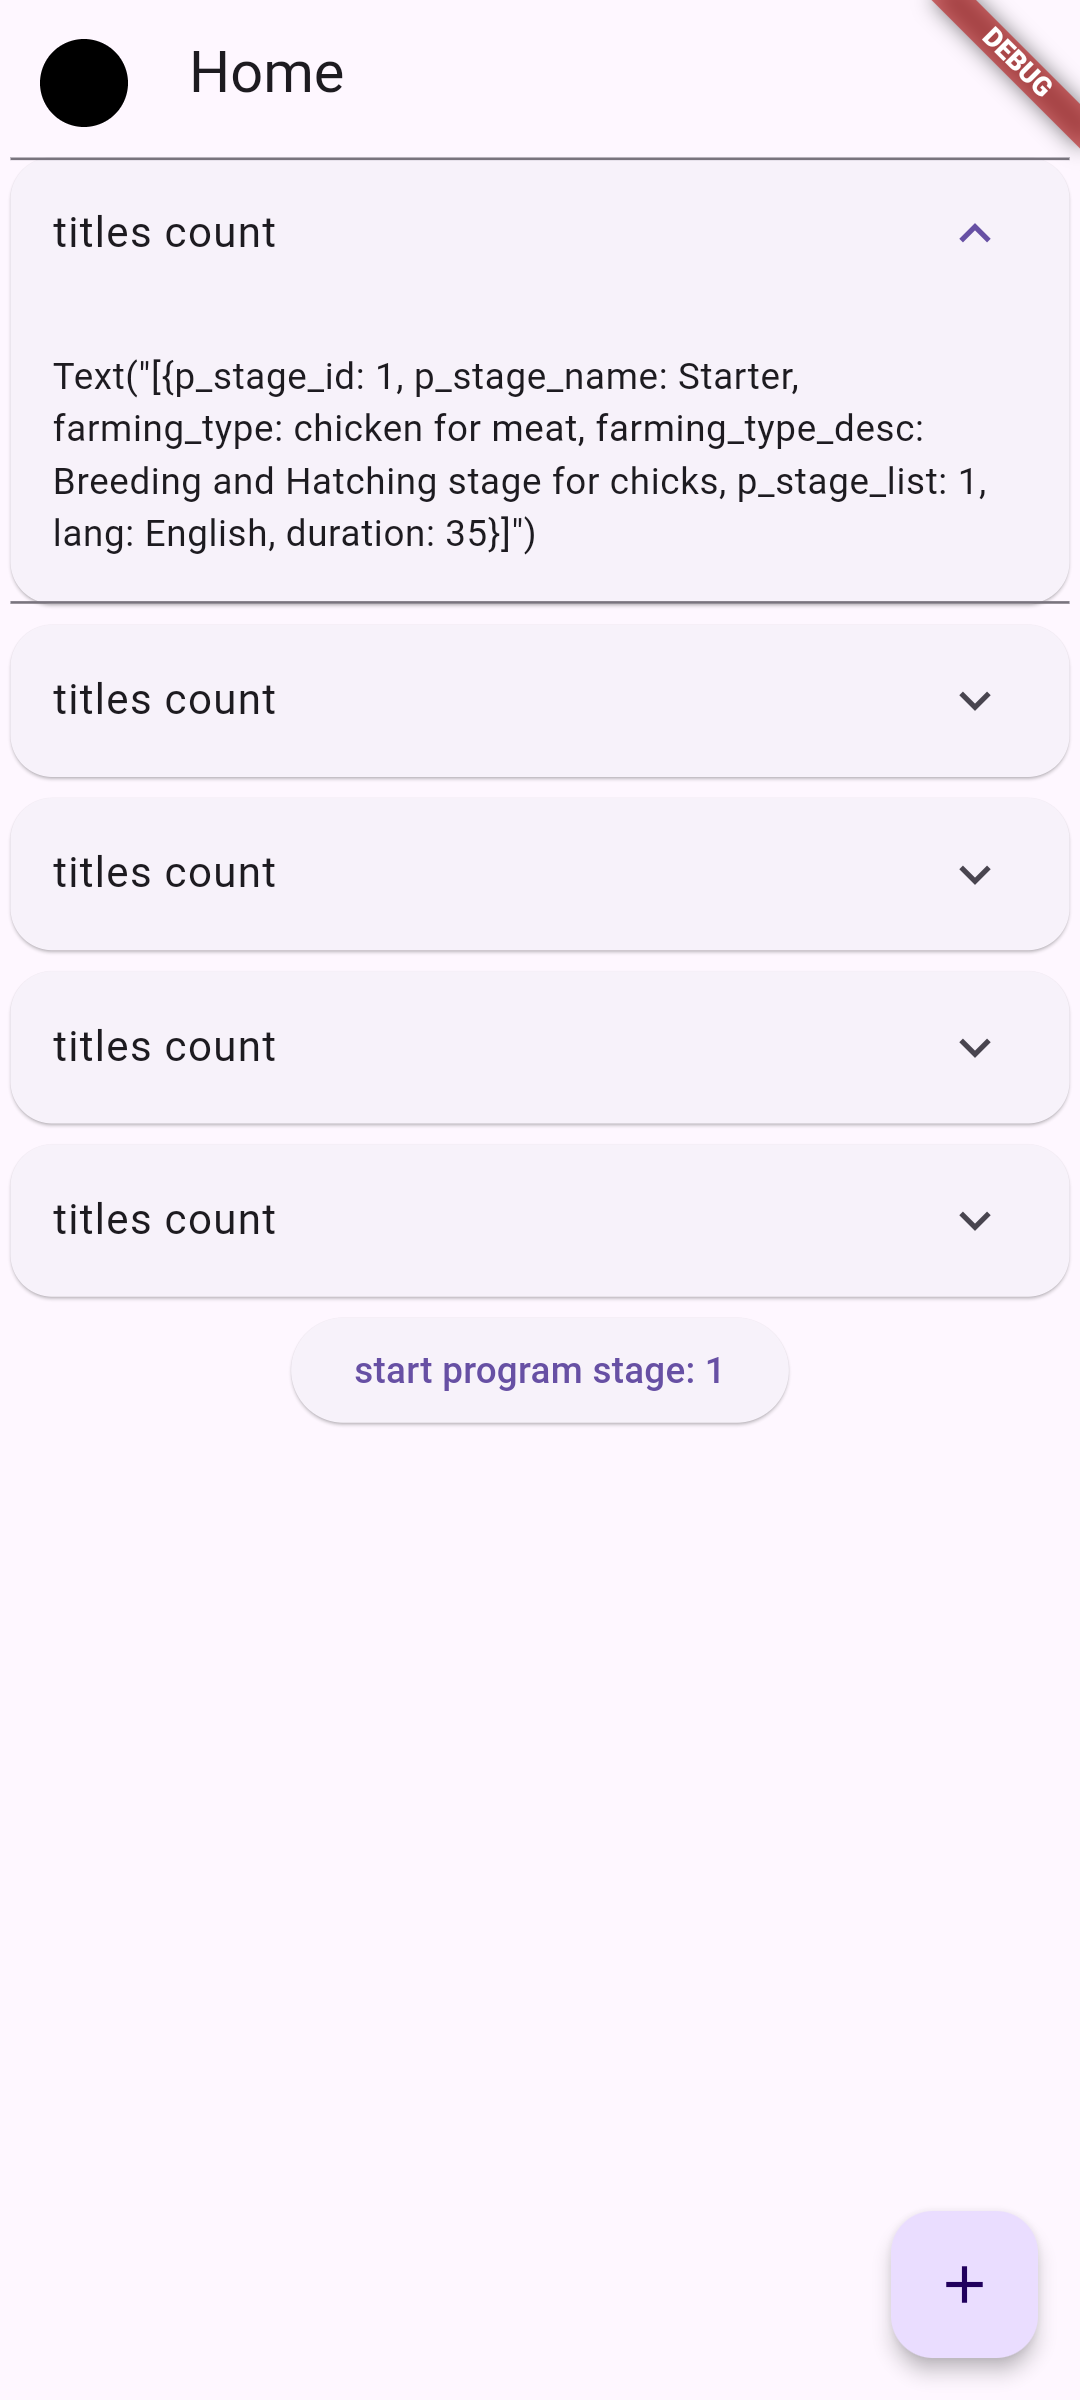 Home
DEBUG
titles count
Text("[{p_stage_id: 1, p_stage_name: Starter,
farming_type: chicken for meat, farming_type_desc:
Breeding and Hatching stage for chicks, p_stage_list: 1,
lang: English, duration: 35}]")
titles count
titles count
titles count
titles count
start program stage: 1